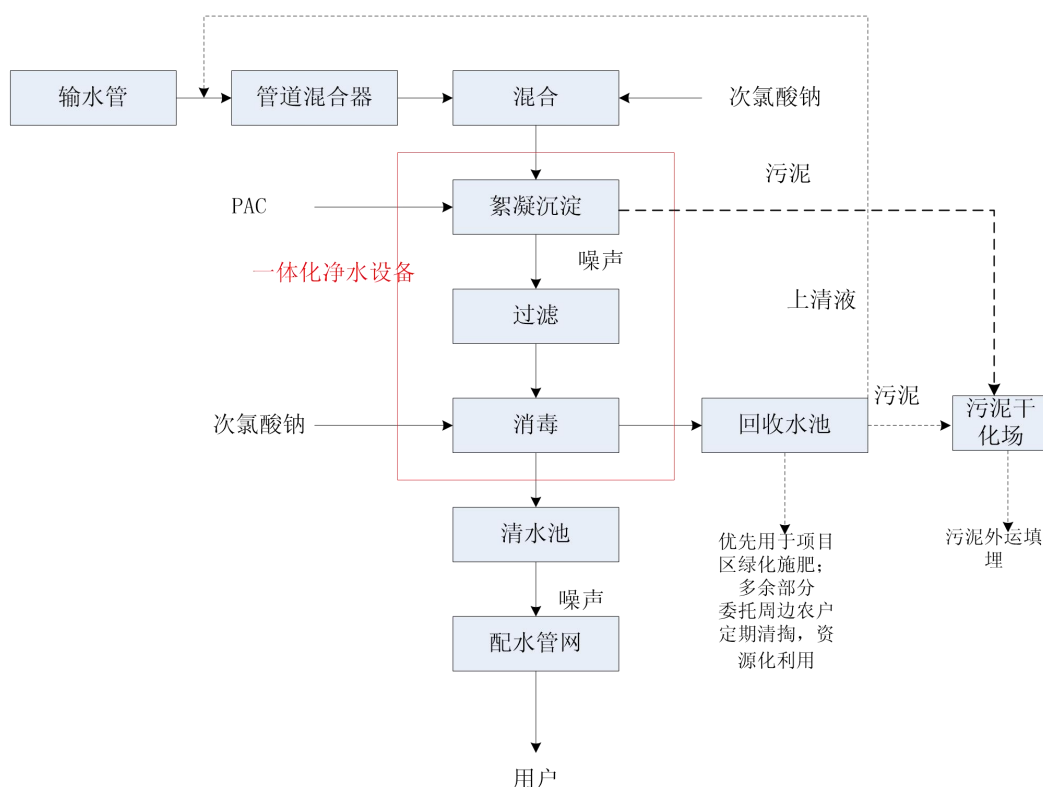 输水管
管道混合器
混合
次氯酸钠
污泥
PAC
絮凝沉淀
噪声
一体化净水设备
上清液
过滤
污泥
次氯酸钠
消毒
回收水池
污泥干
化场
清水池
优先用于项目
区绿化施肥；
多余部分
委托周边农户
定期清掏，资
源化利用
污泥外运填
埋
噪声
配水管网
用户